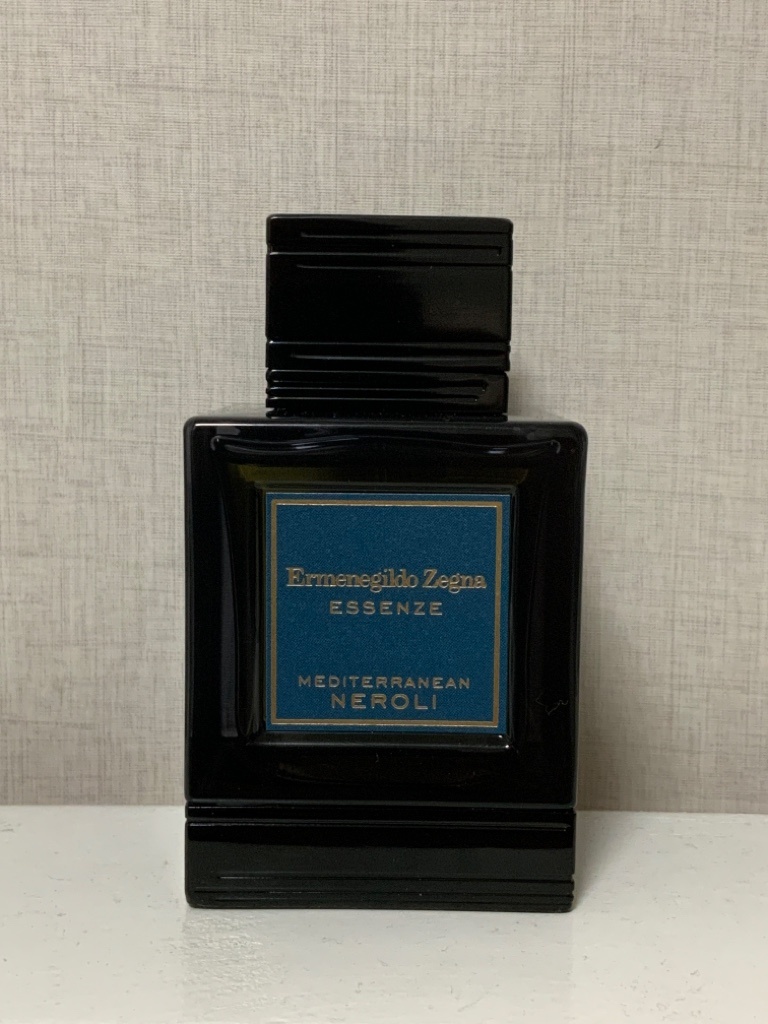 Ermenegildo Zegna
ESSENZE
MEDITERRANEAN
NEROLI